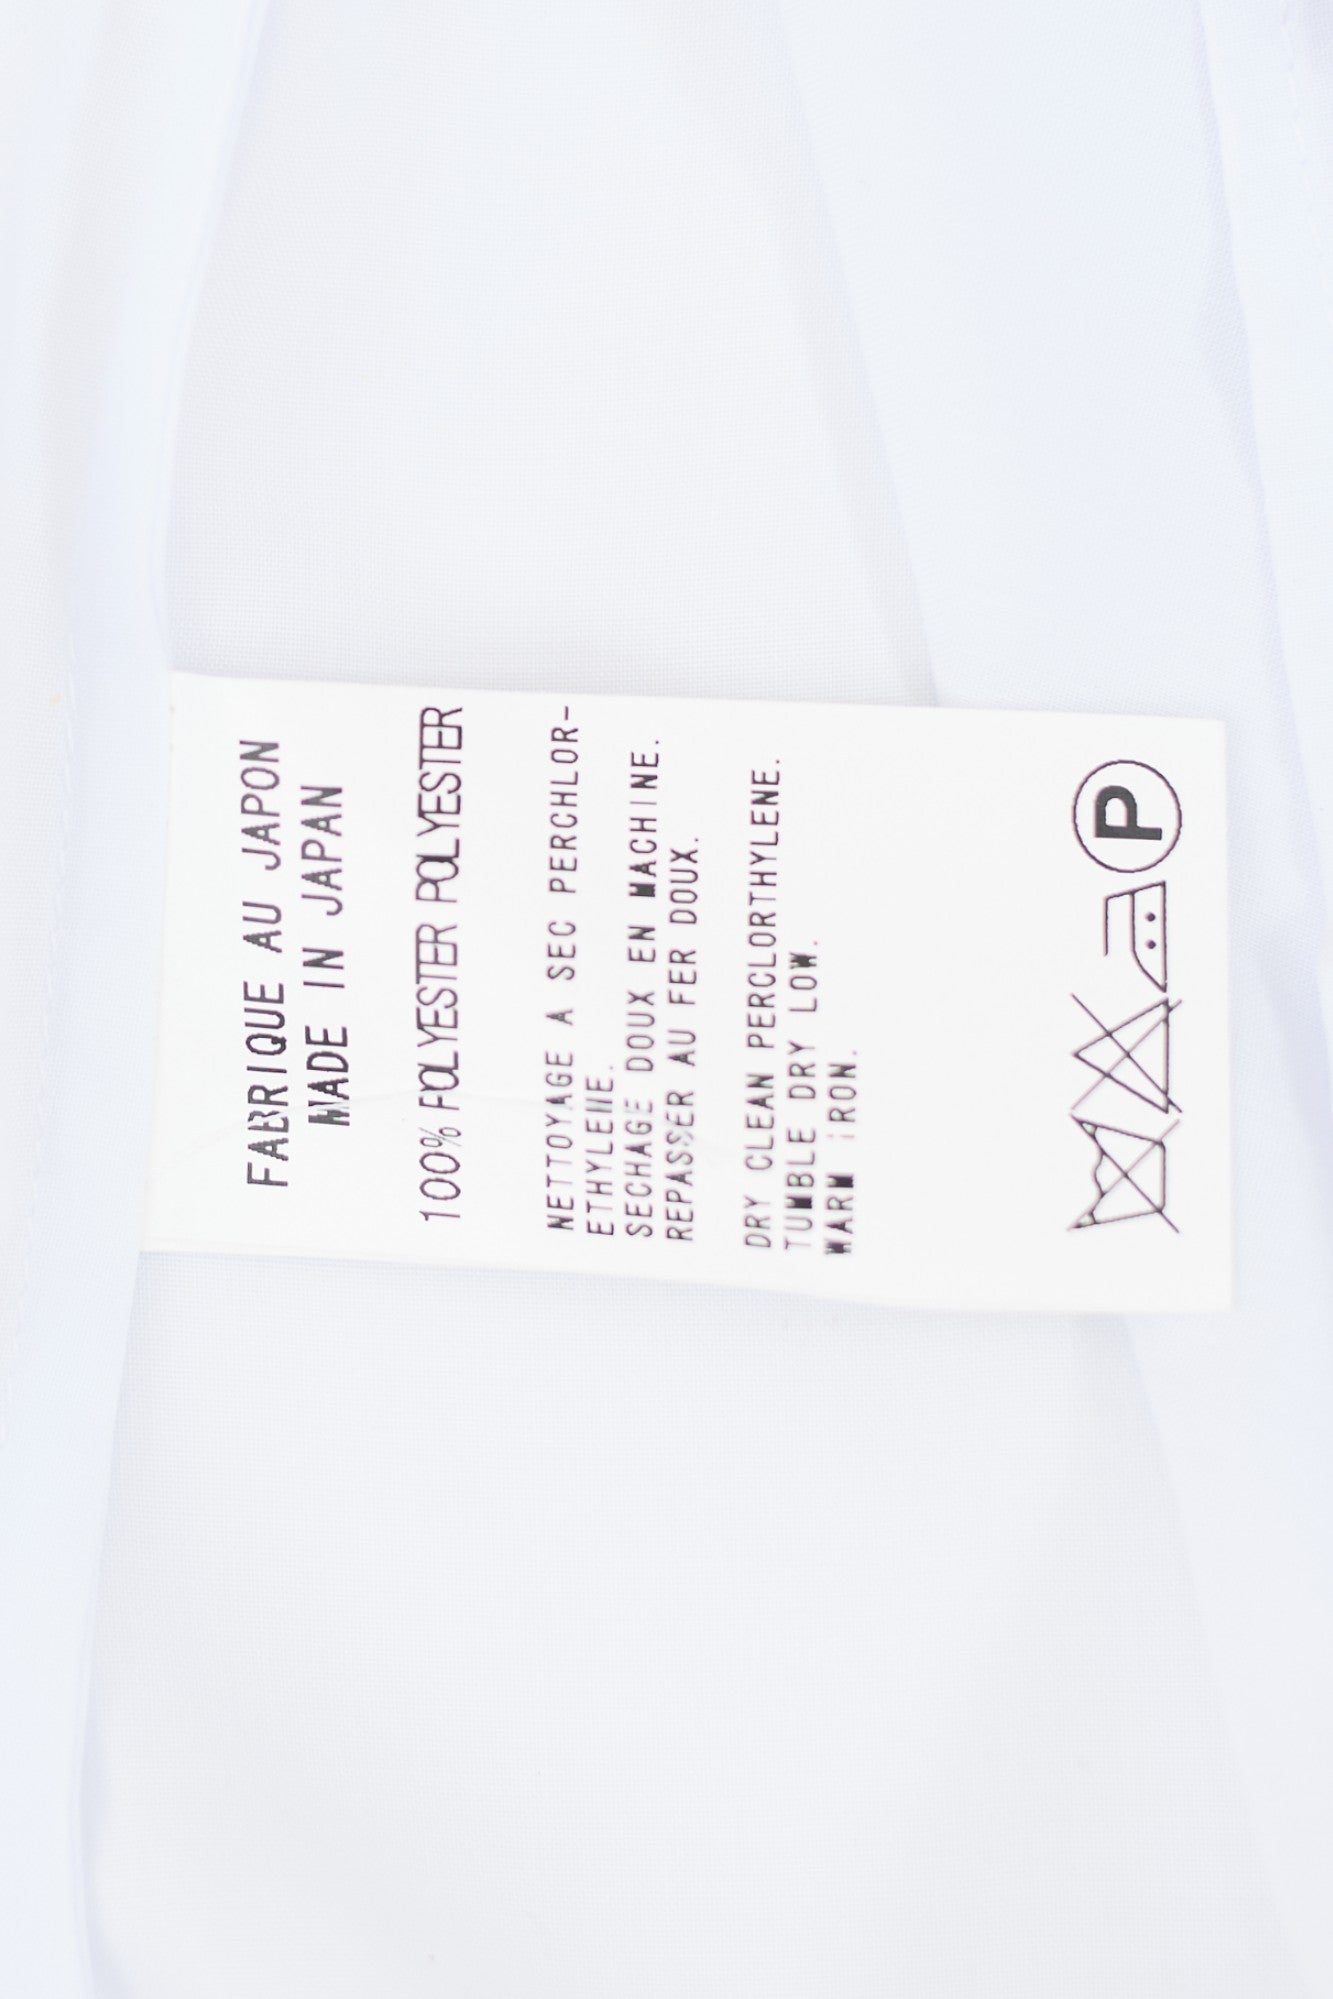 FABRIQUE AU JAPON
MADE IN JAPAN
100% POLYESTER POLYESTER
NETTOYAGE A SEC PERCHLOR-
ETHYLENE.
SECHAGE DOUX EN MACHINE.
REPASSER AU FER DOUX.
DRY CLEAN PERCLORTHYLENE.
TUMBLE DRY LOW.
WARM IRON.
P